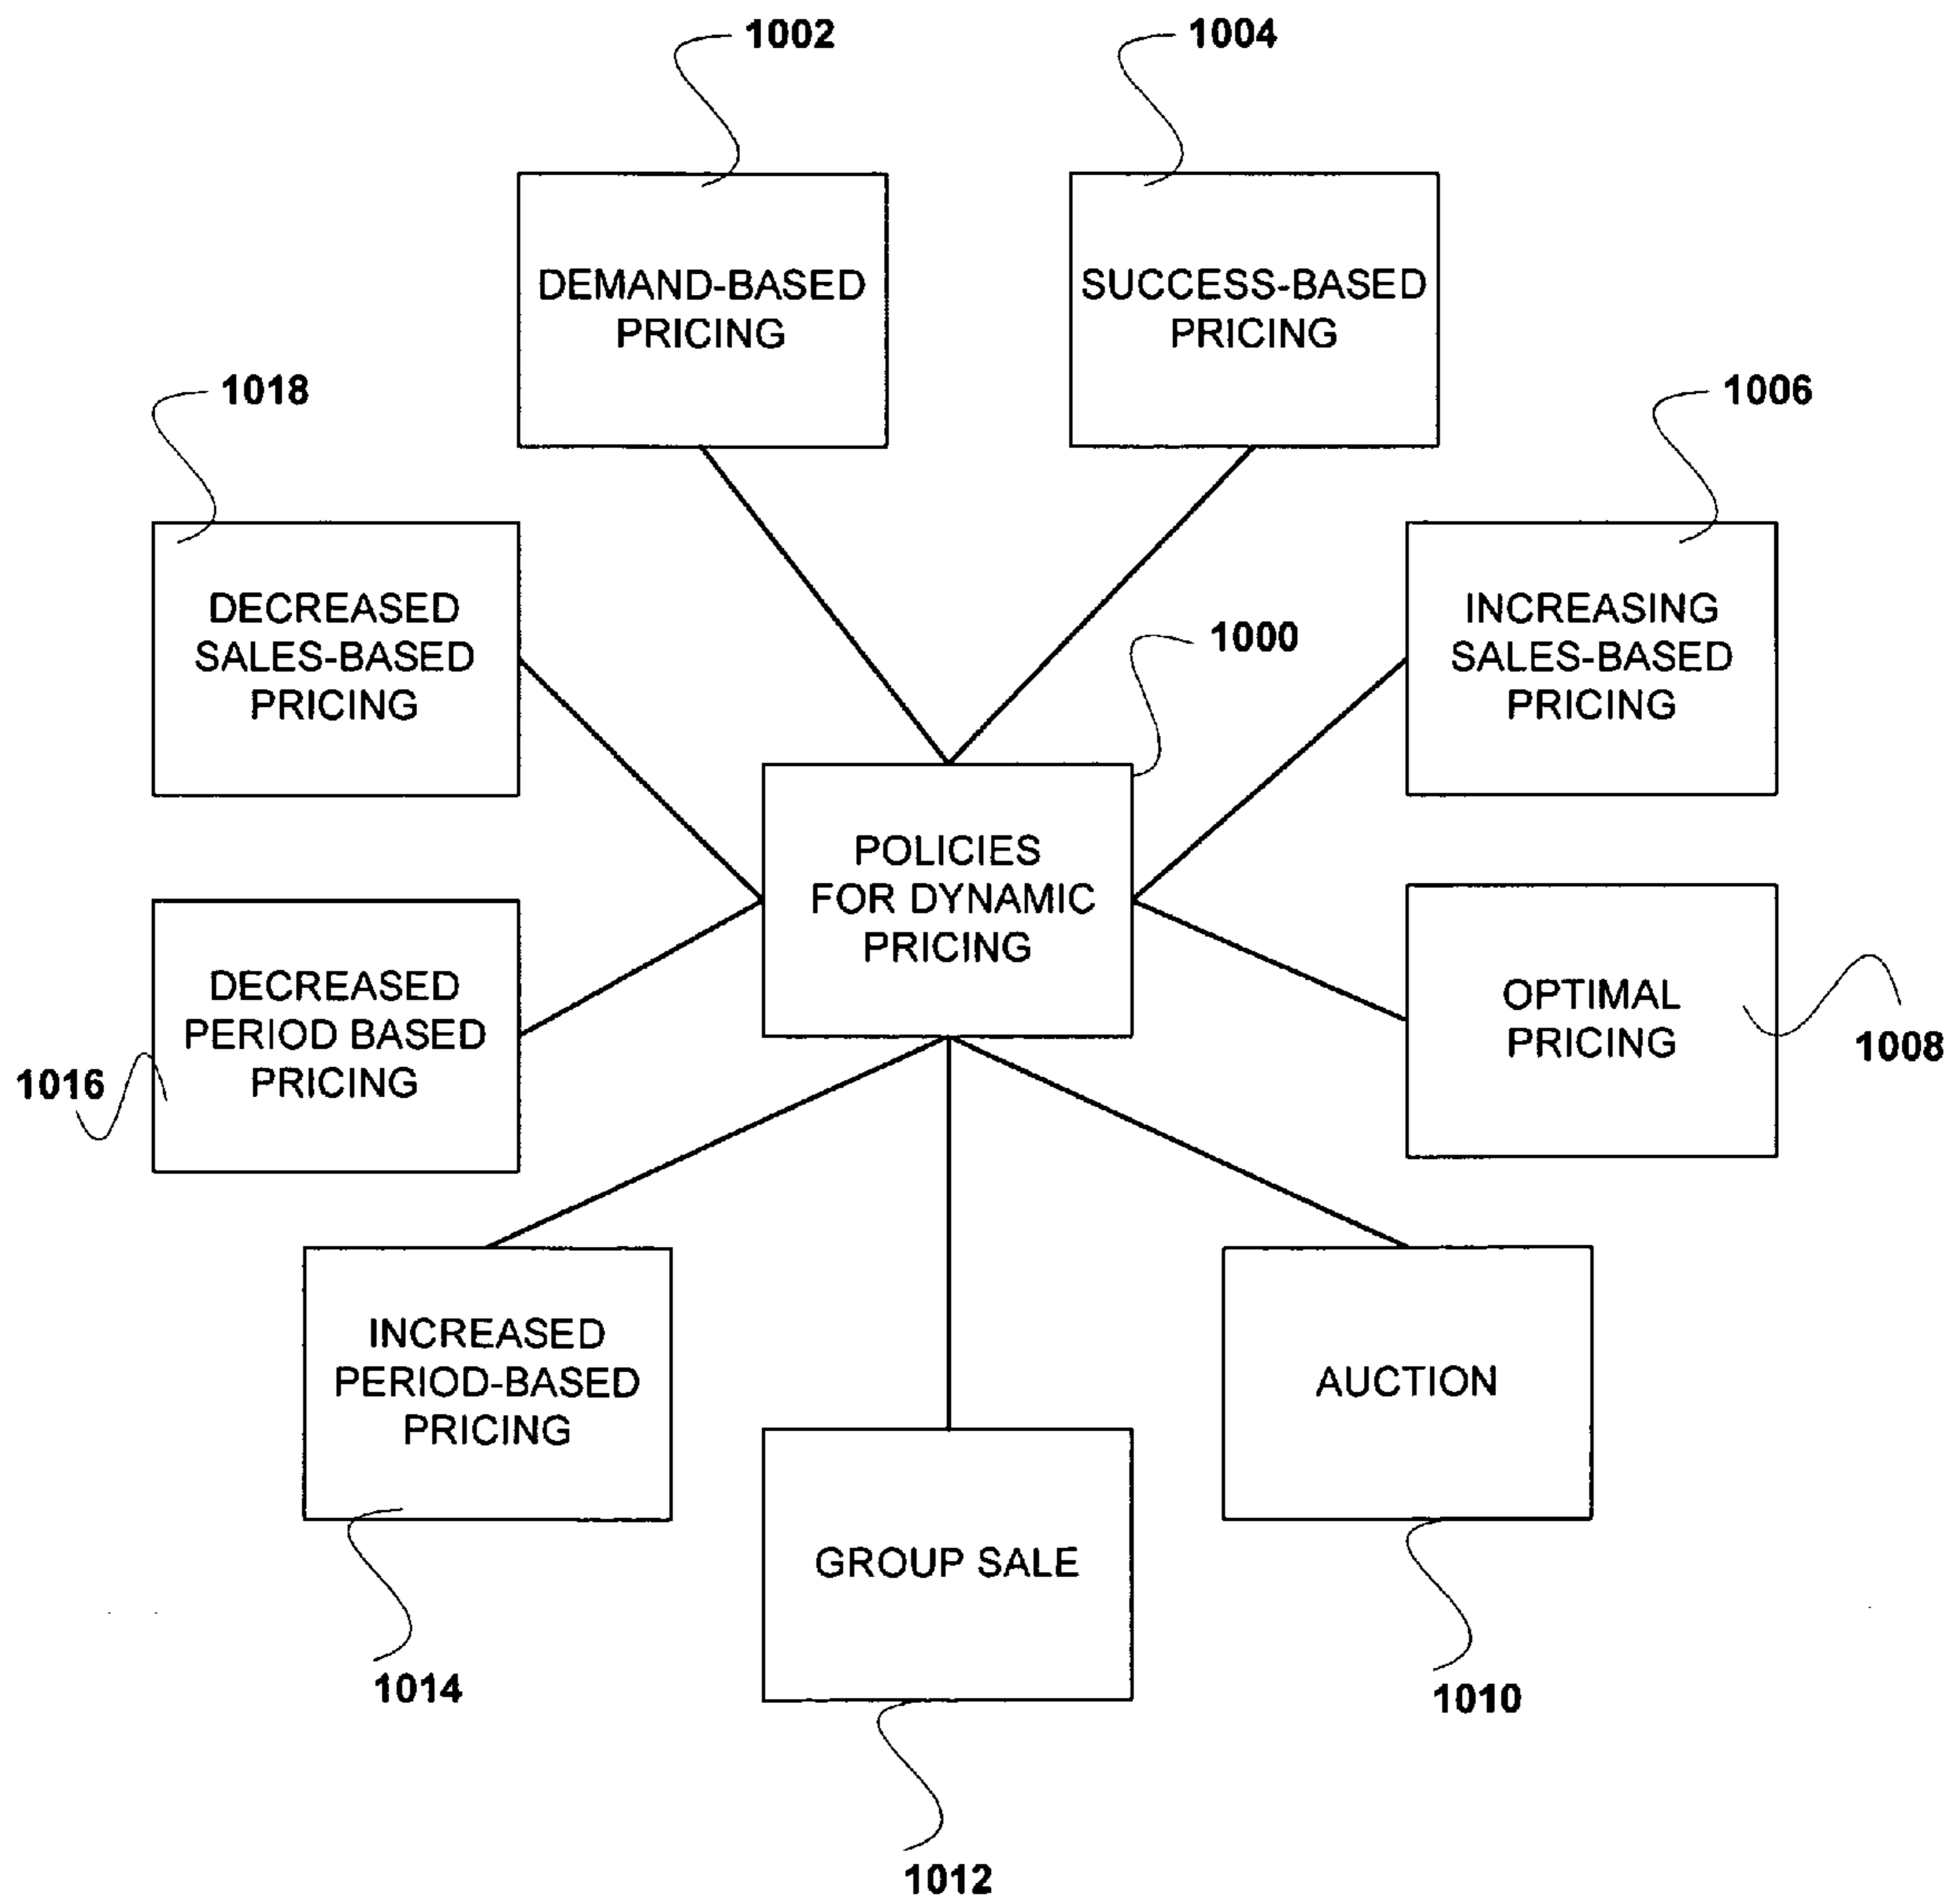 1002
1004
DEMAND-BASED
PRICING
SUCCESS-BASED
PRICING
1018
1006
DECREASED
SALES-BASED
PRICING
INCREASING
SALES-BASED
PRICING
1000
POLICIES
FOR DYNAMIC
PRICING
DECREASED
PERIOD BASED
PRICING
1016
OPTIMAL
PRICING
1008
INCREASED
PERIOD-BASED
PRICING
AUCTION
GROUP SALE
1014
1010
1012